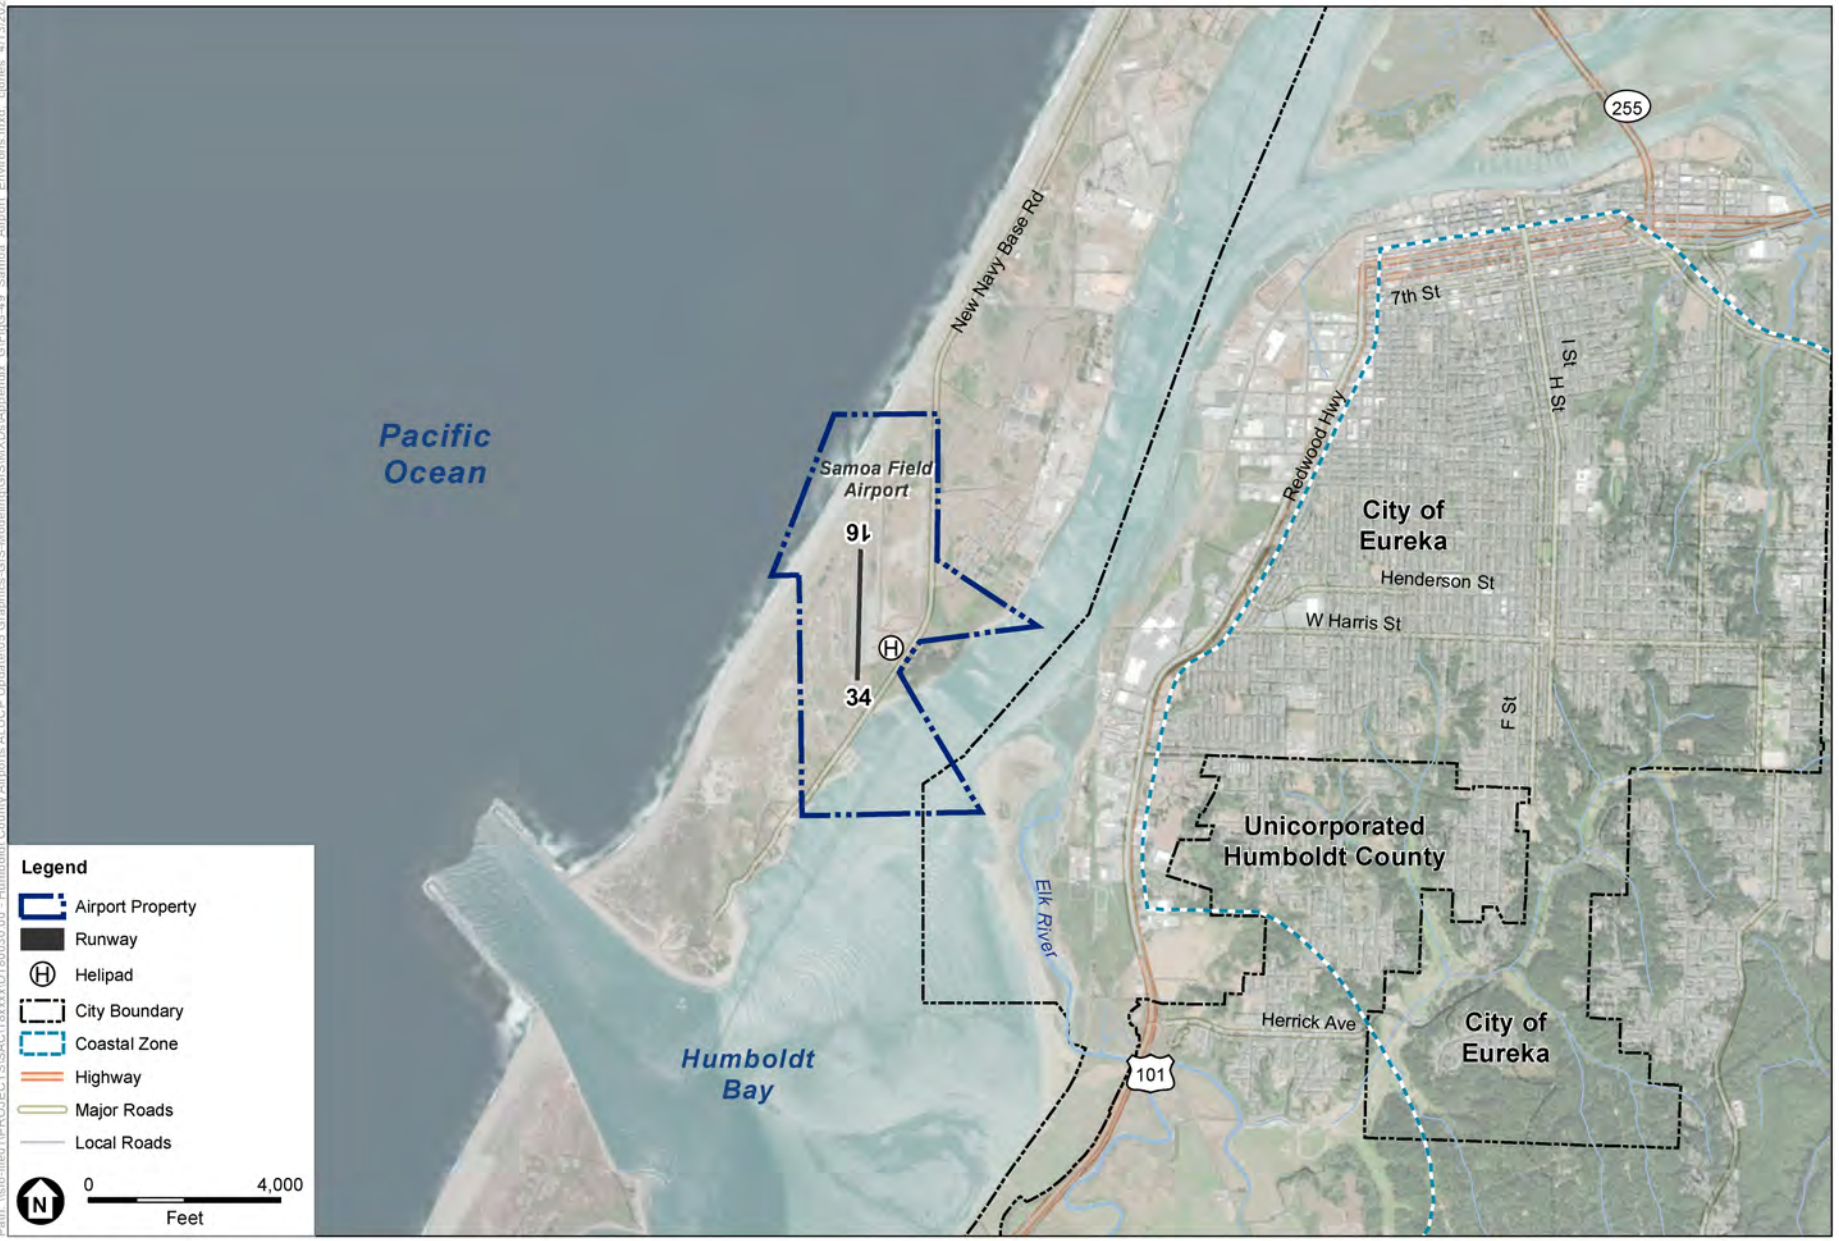 255
New Navy Base Rd
7th St
I St
H St
Redwood Hwy
Pacific
Ocean
Samoa Field
Airport
16
34
H
City of
Eureka
Henderson St
W Harris St
F St
Unicorporated
Humboldt County
Elk River
Herrick Ave
City of
Eureka
101
Humboldt
Bay
Legend
Airport Property
Runway
H
Helipad
City Boundary
Coastal Zone
Highway
Major Roads
Local Roads
N
0 4,000
Feet